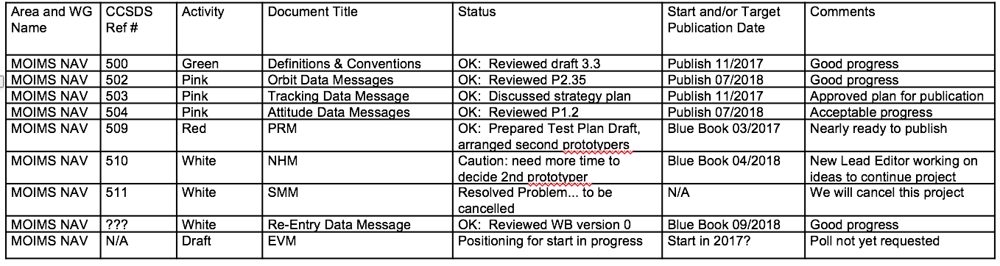 Area and WG Name | CCSDS Ref # | Activity | Document Title | Status | Start and/or Target Publication Date | Comments
MOIMS NAV | 500 | Green | Definitions & Conventions | OK:  Reviewed draft 3.3 | Publish 11/2017 | Good progress
MOIMS NAV | 502 | Pink | Orbit Data Messages | OK:  Reviewed P2.35 | Publish 07/2018 | Good progress
MOIMS NAV | 503 | Pink | Tracking Data Message | OK:  Discussed strategy plan | Publish 11/2017 | Approved plan for publication
MOIMS NAV | 504 | Pink | Attitude Data Messages | OK:  Reviewed P1.2 | Publish 07/2018 | Acceptable progress
MOIMS NAV | 509 | Red | PRM | OK:  Prepared Test Plan Draft, arranged second prototypers | Blue Book 03/2017 | Nearly ready to publish
MOIMS NAV | 510 | White | NHM | Caution: need more time to decide 2nd prototyper | Blue Book 04/2018 | New Lead Editor working on ideas to continue project
MOIMS NAV | 511 | White | SMM | Resolved Problem... to be cancelled | N/A | We will cancel this project
MOIMS NAV | ??? | White | Re-Entry Data Message | OK:  Reviewed WB version 0 | Blue Book 09/2018 | Good progress
MOIMS NAV | N/A | Draft | EVM | Positioning for start in progress | Start in 2017? | Poll not yet requested